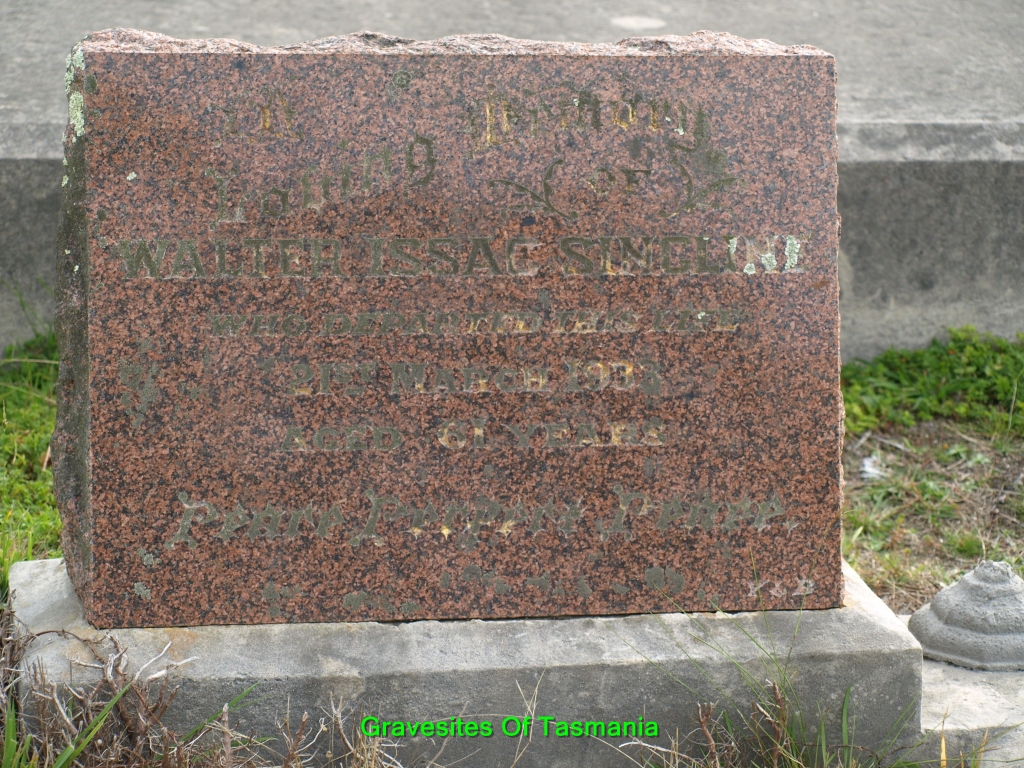 In
Loving
Memory
(OF)
WALTER ISSAC SINGLINE
WHO DEPARTED THIS LIFE
21ST MARCH
AGED 61 YEARS
Peace Perfect Peace.
Gravesites Of Tasmania